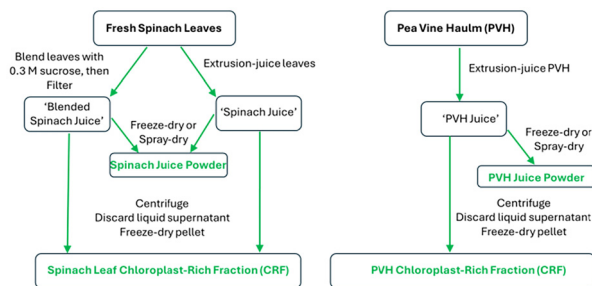 Fresh Spinach Leaves
Blend leaves with
0.3 M sucrose, then
Filter
Extrusion-juice leaves
'Blended
Spinach Juice'
'Spinach Juice'
Freeze-dry or
Spray-dry
Spinach Juice Powder
Centrifuge
Discard liquid supernatant
Freeze-dry pellet
Spinach Leaf Chloroplast-Rich Fraction (CRF)
Pea Vine Haulm (PVH)
Extrusion-juice PVH
'PVH Juice'
Freeze-dry or
Spray-dry
PVH Juice Powder
Centrifuge
Discard liquid supernatant
Freeze-dry pellet
PVH Chloroplast-Rich Fraction (CRF)